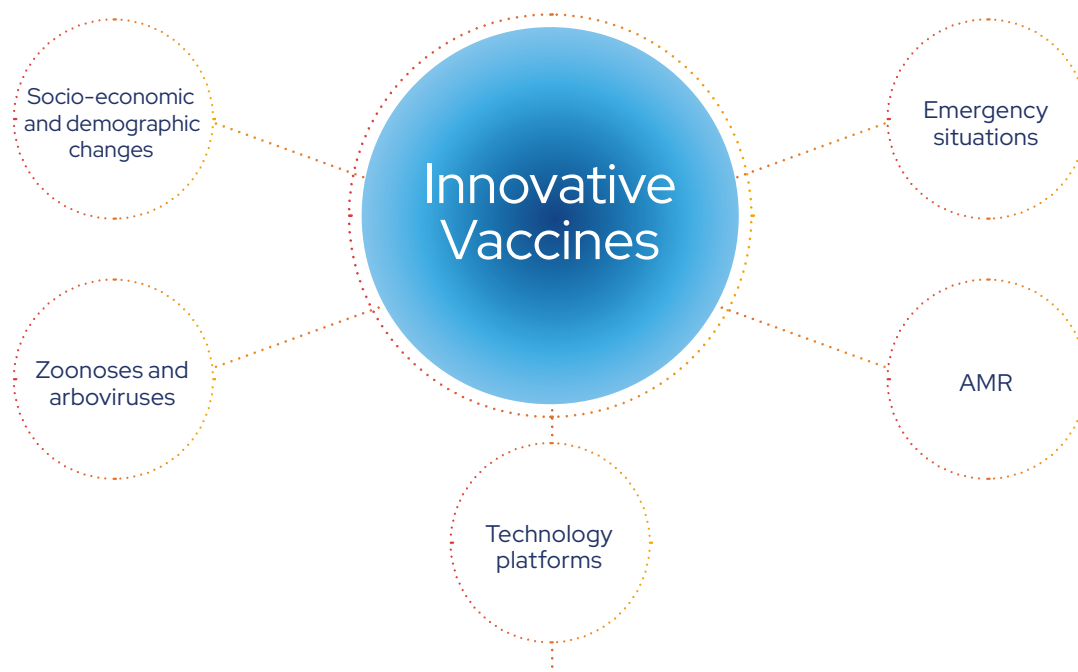 Socio-economic
and demographic
changes
Innovative
Vaccines
Emergency
situations
Zoonoses and
arboviruses
AMR
Technology
platforms